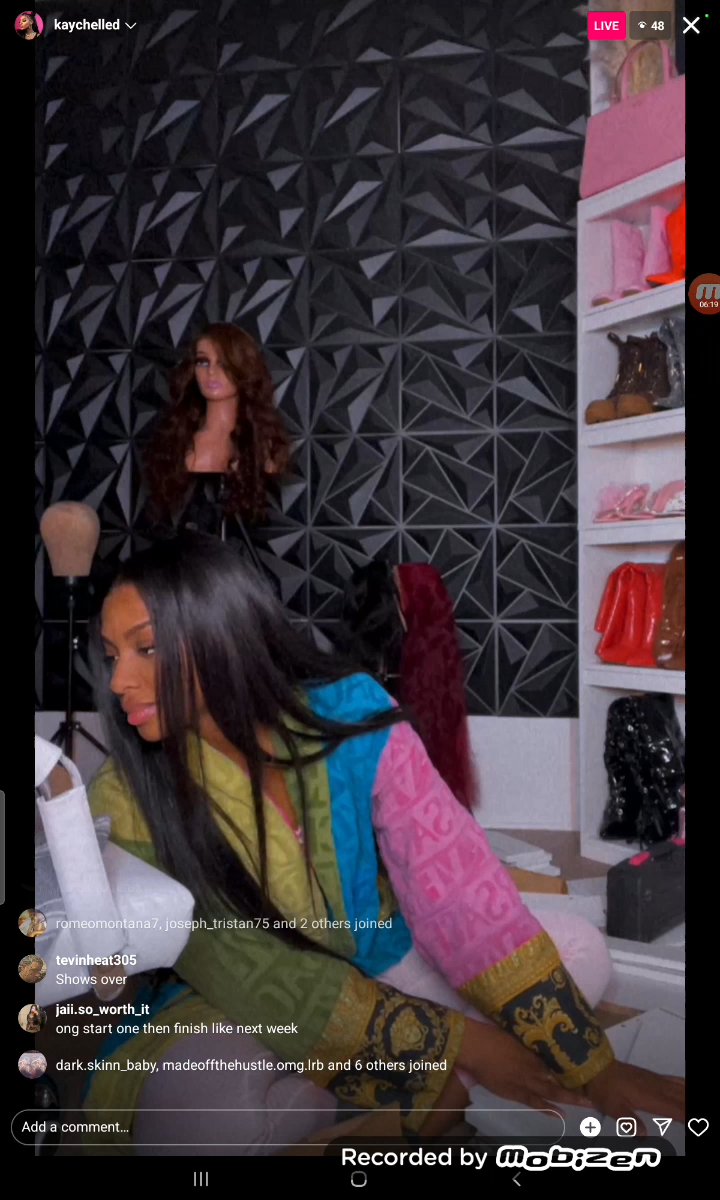 kaychelled
LIVE
48
06:19
romeomontana7, joseph_tristan75 and 2 others joined
tevinheat305
Shows over
jaii.so_worth_it
ong start one then finish like next week
dark.skinn_baby, madeoffthehustle.omg.lrb and 6 others joined
Add a comment...
Recorded by mobizen